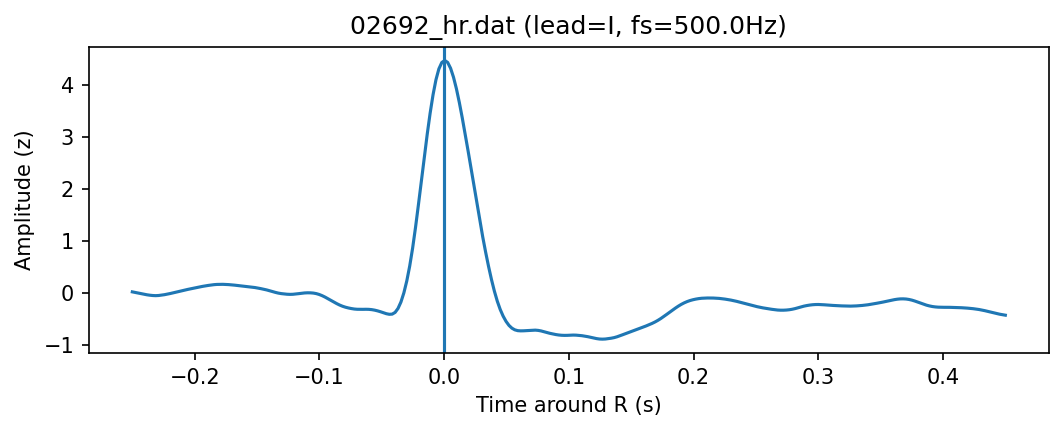 02692_hr.dat (lead=I, fs=500.0Hz)
Amplitude (z)
4
3
2
1
0
−1
−0.2 −0.1 0.0 0.1 0.2 0.3 0.4
Time around R (s)